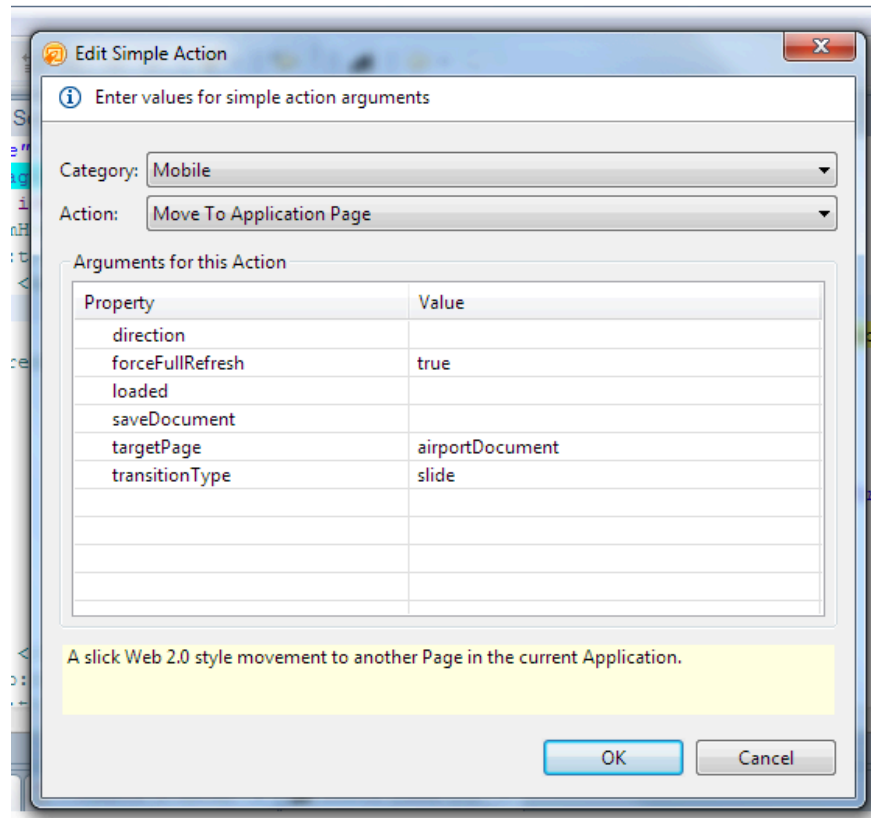 Edit Simple Action
Enter values for simple action arguments
Category: Mobile
Action: Move To Application Page
Arguments for this Action
Property Value
direction
forceFullRefresh true
loaded
saveDocument
targetPage airportDocument
transitionType slide
A slick Web 2.0 style movement to another Page in the current Application.
OK Cancel